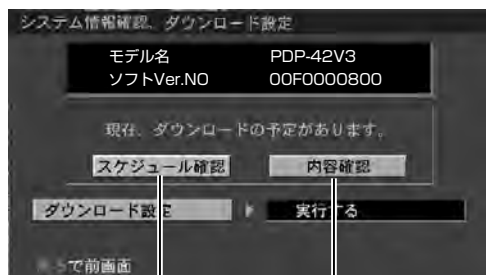 システム情報確認、ダウンロード設定
モデル名 PDP-42V3
ソフトVer.NO 00F0000800
現在、ダウンロードの予定があります。
スケジュール確認 内容確認
ダウンロード設定 実行する
で前画面